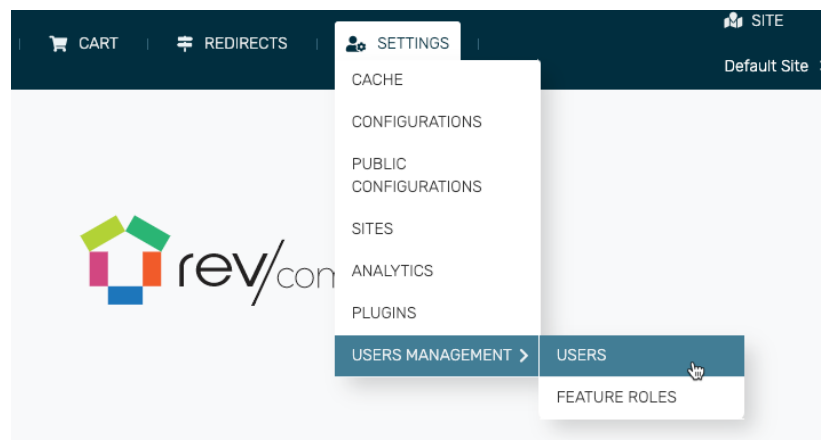 CART
REDIRECTS
SETTINGS
SITE
Default Site
CACHE
CONFIGURATIONS
PUBLIC
CONFIGURATIONS
SITES
ANALYTICS
PLUGINS
USERS MANAGEMENT
USERS
FEATURE ROLES
rev/com